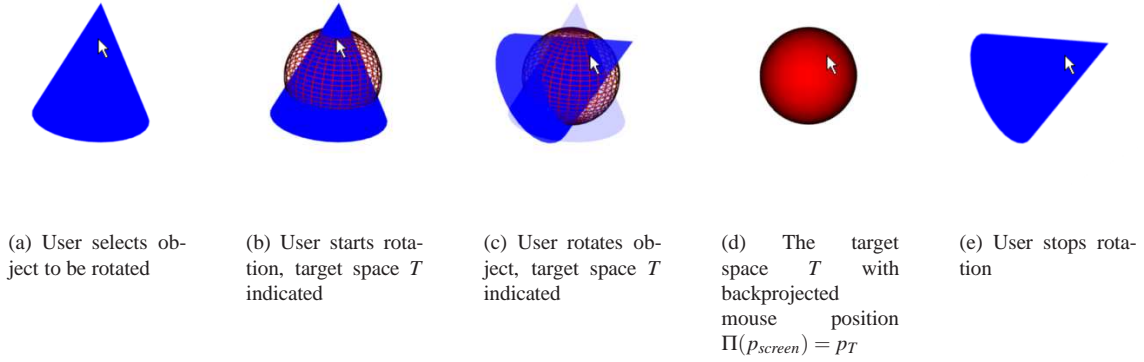 (a) User selects ob-
ject to be rotated
(b) User starts rota-
tion, target space T
indicated
(c) User rotates ob-
ject, target space T
indicated
(d) The target
space T with
backprojected
mouse position
Π(p_screen) = p_T
(e) User stops rota-
tion